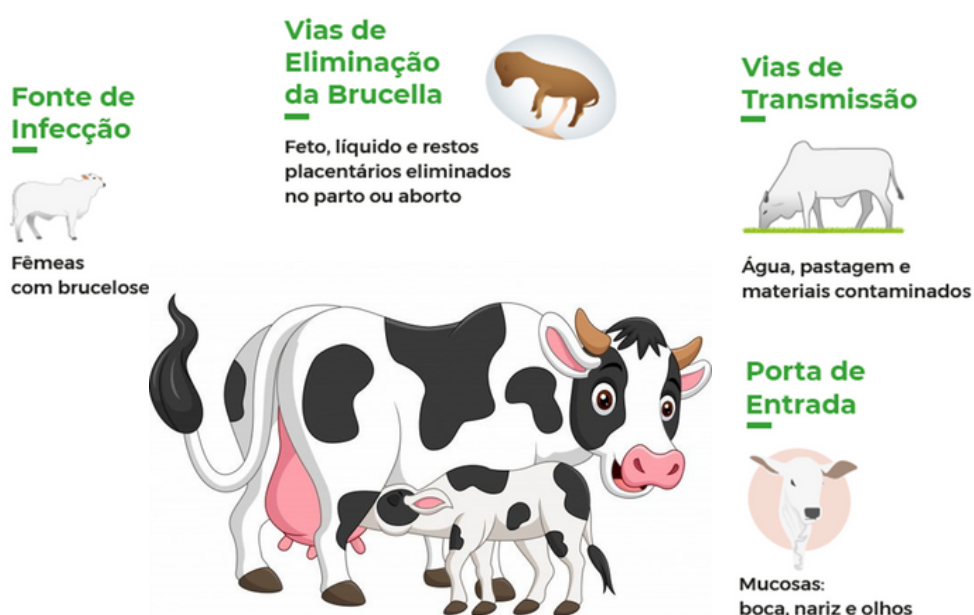 Fonte de
Infecção
Fêmeas
com brucelose
Vias de
Eliminação
da Brucella
Feto, líquido e restos
placentários eliminados
no parto ou aborto
Vias de
Transmissão
Água, pastagem e
materiais contaminados
Porta de
Entrada
Mucosas:
boca, nariz e olhos